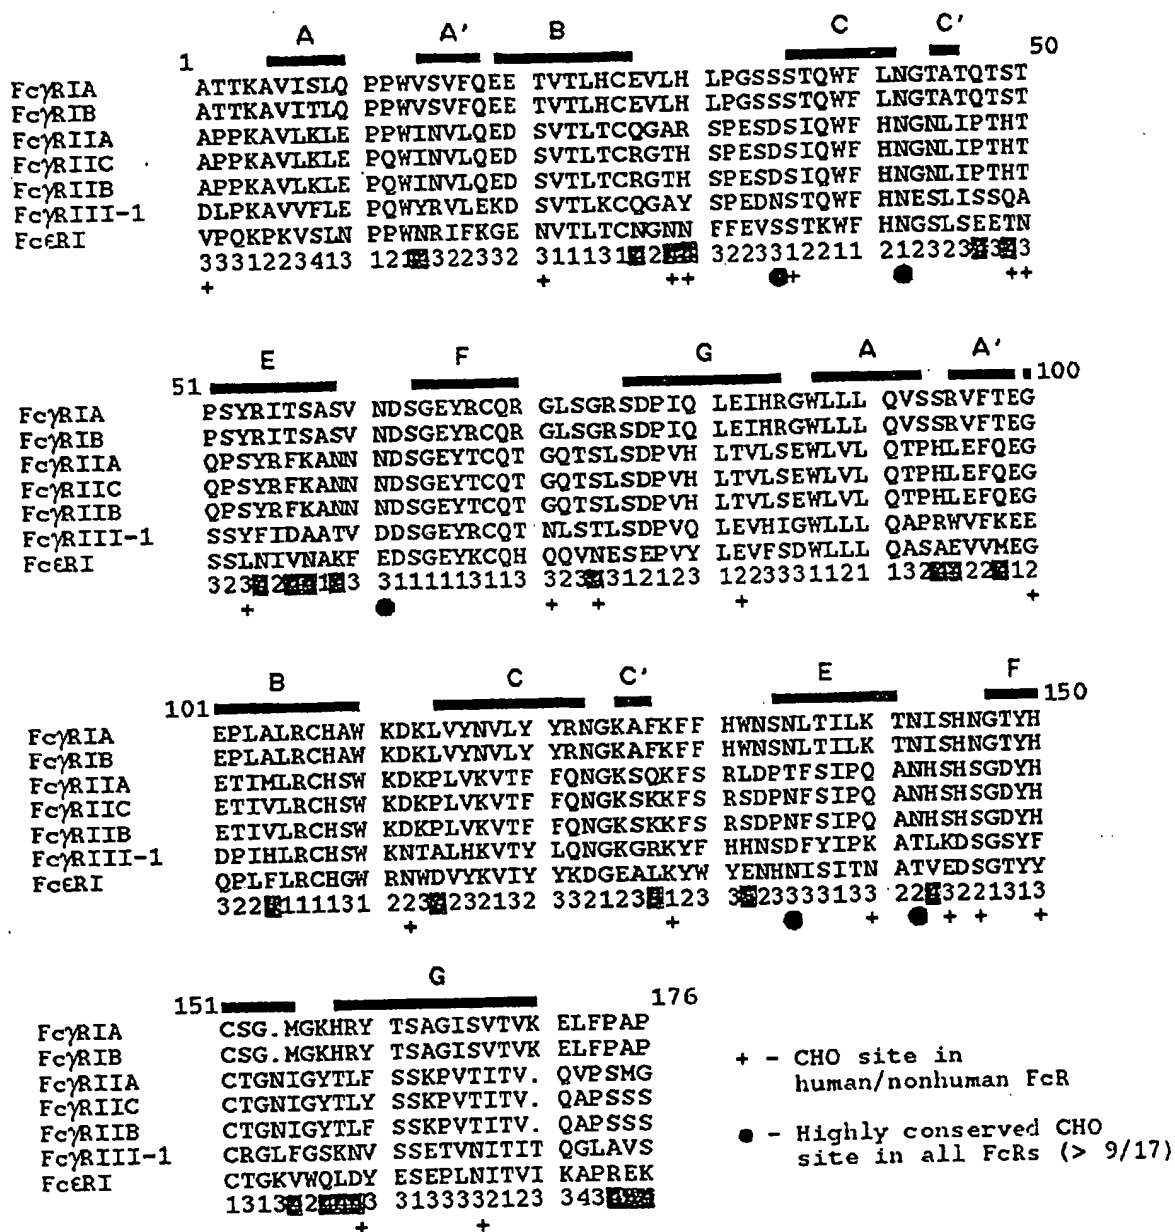 A A' B C C'
1 50
FcγRIA ATTKAVISLQ PPWVSVFQEE TVTLHCEVLH LPGSSSTQWF LNGTATQTST
FcγRIB ATTKAVITLQ PPWVSVFQEE TVTLHCEVLH LPGSSSTQWF LNGTATQTST
FcγRIIA APPKAVLKLE PPWINVLQED SVTLTCQGAR SPESDSIQWF HNGNLIPTHT
FcγRIIC APPKAVLKLE PQWINVLQED SVTLTCRGTH SPESDSIQWF HNGNLIPTHT
FcγRIIB APPKAVLKLE PQWINVLQED SVTLTCRGTH SPESDSIQWF HNGNLIPTHT
FcγRIII-1 DLPKAVVFLE PQWYRVLEKD SVTLKCQGAY SPEDNSTQWF HNESLISSQA
FcεRI VPQKPKVSLN PPWNRIFKGE NVTLTCNGNN FFEVSSTKWF HNGSLSEETN
3331223413
+ + ++ ● + ● ++
E F G A A'
51 100
FcγRIA PSYRITSASV NDSGEYRCQR GLSGRSDPIQ LEIHRGWLLL QVSSRVFTEG
FcγRIB PSYRITSASV NDSGEYRCQR GLSGRSDPIQ LEIHRGWLLL QVSSRVFTEG
FcγRIIA QPSYRFKANN NDSGEYTCQT GQTSLSDPVH LTVLSEWLVL QTPHLEFQEG
FcγRIIC QPSYRFKANN NDSGEYTCQT GQTSLSDPVH LTVLSEWLVL QTPHLEFQEG
FcγRIIB QPSYRFKANN NDSGEYTCQT GQTSLSDPVH LTVLSEWLVL QTPHLEFQEG
FcγRIII-1 SSYFIDAATV DDSGEYRCQT NLSTLSDPVQ LEVHIGWLLL QAPRWVFKEE
FcεRI SSLNIVNAKF EDSGEYKCQH QQVNESEPVY LEVFSDWLLL QASAEVVMEG
3111113113 1223331121
+ ● + + + +
B C C' E F
101 150
FcγRIA EPLALRCHAW KDKLVYNVLY YRNGKAFKFF HWNSNLTILK TNISHNGTYH
FcγRIB EPLALRCHAW KDKLVYNVLY YRNGKAFKFF HWNSNLTILK TNISHNGTYH
FcγRIIA ETIMLRCHSW KDKPLVKVTF FQNGKSQKFS RLDPTFSIPQ ANHSHSGDYH
FcγRIIC ETIVLRCHSW KDKPLVKVTF FQNGKSKKFS RSDPNFSIPQ ANHSHSGDYH
FcγRIIB ETIVLRCHSW KDKPLVKVTF FQNGKSKKFS RSDPNFSIPQ ANHSHSGDYH
FcγRIII-1 DPIHLRCHSW KNTALHKVTY LQNGKGRKYF HHNSDFYIPK ATLKDSGSYF
FcεRI QPLFLRCHGW RNWDVYKVIY YKDGEALKYW YENHNISITN ATVEDSGTYY
+ + ● + ● + + +
G
151 176
FcγRIA CSG.MGKHRY TSAGISVTVK ELFPAP
FcγRIB CSG.MGKHRY TSAGISVTVK ELFPAP
FcγRIIA CTGNIGYTLF SSKPVTITV. QVPSMG
FcγRIIC CTGNIGYTLY SSKPVTITV. QAPSSS
FcγRIIB CTGNIGYTLF SSKPVTITV. QAPSSS
FcγRIII-1 CRGLFGSKNV SSETVNITIT QGLAVS
FcεRI CTGKVWQLDY ESEPLNITVI KAPREK
3133332123
+ +
+ - CHO site in
human/nonhuman FcR
● - Highly conserved CHO
site in all FcRs (> 9/17)